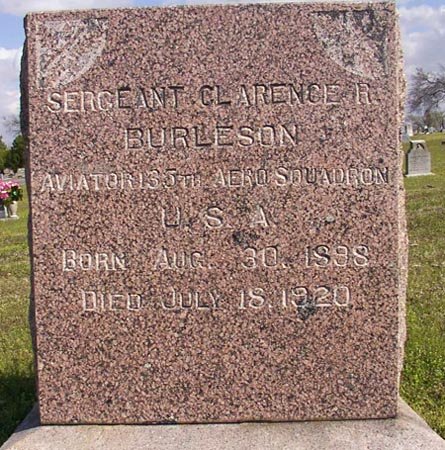 SERGEANT CLARENCE R.
BURLESON
AVIATOR 135TH AERO SQUADRON
U. S. A.
BORN AUG. 30. 1898
DIED JULY 18, 1920